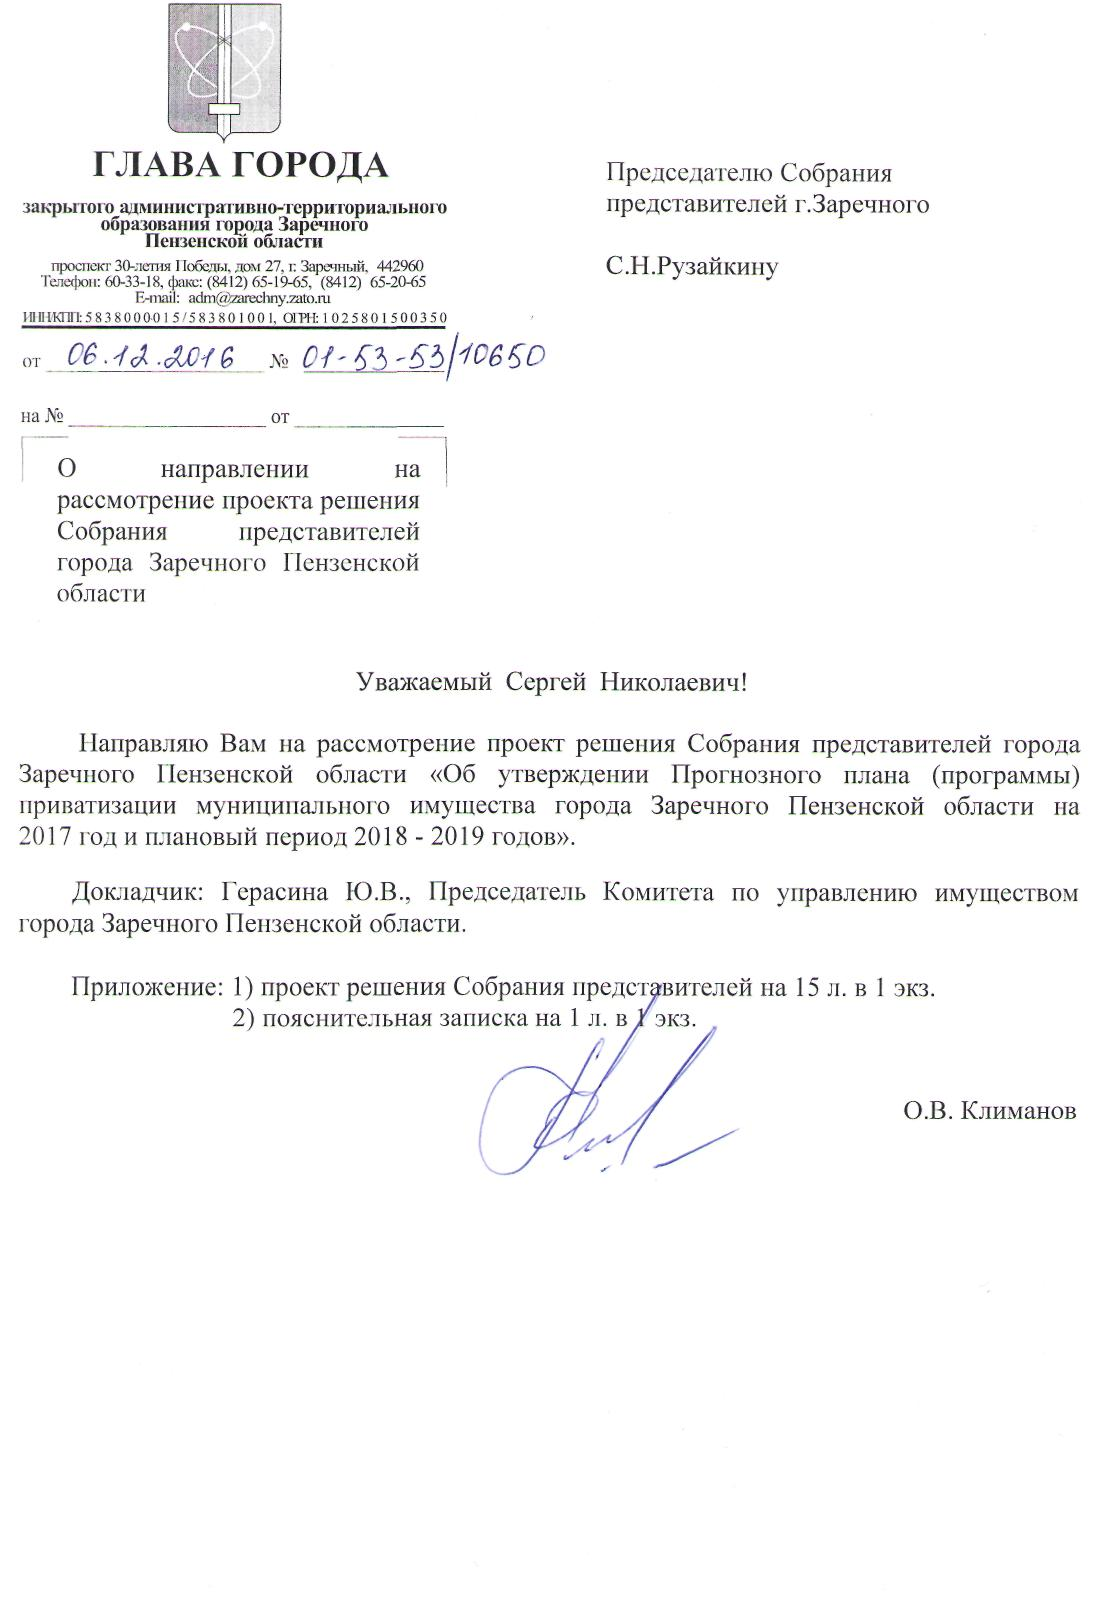 ГЛАВА ГОРОДА
закрытого административно-территориального
образования города Заречного
Пензенской области
проспект 30-летия Победы, дом 27, г. Заречный, 442960
Телефон: 60-33-18, факс: (8412) 65-19-65, (8412) 65-20-65
E-mail: adm@zarechny.zato.ru
ИНН/КПП: 5838000015/583801001, ОГРН: 1025801500350
от 06.12.2016 № 01-53-53/10650
на № ____________________ от _______________
Председателю Собрания
представителей г.Заречного
С.Н.Рузайкину
О направлении на
рассмотрение проекта решения
Собрания представителей
города Заречного Пензенской
области
Уважаемый Сергей Николаевич!
Направляю Вам на рассмотрение проект решения Собрания представителей города
Заречного Пензенской области «Об утверждении Прогнозного плана (программы)
приватизации муниципального имущества города Заречного Пензенской области на
2017 год и плановый период 2018 - 2019 годов».
Докладчик: Герасина Ю.В., Председатель Комитета по управлению имуществом
города Заречного Пензенской области.
Приложение: 1) проект решения Собрания представителей на 15 л. в 1 экз.
2) пояснительная записка на 1 л. в 1 экз.
О.В. Климанов